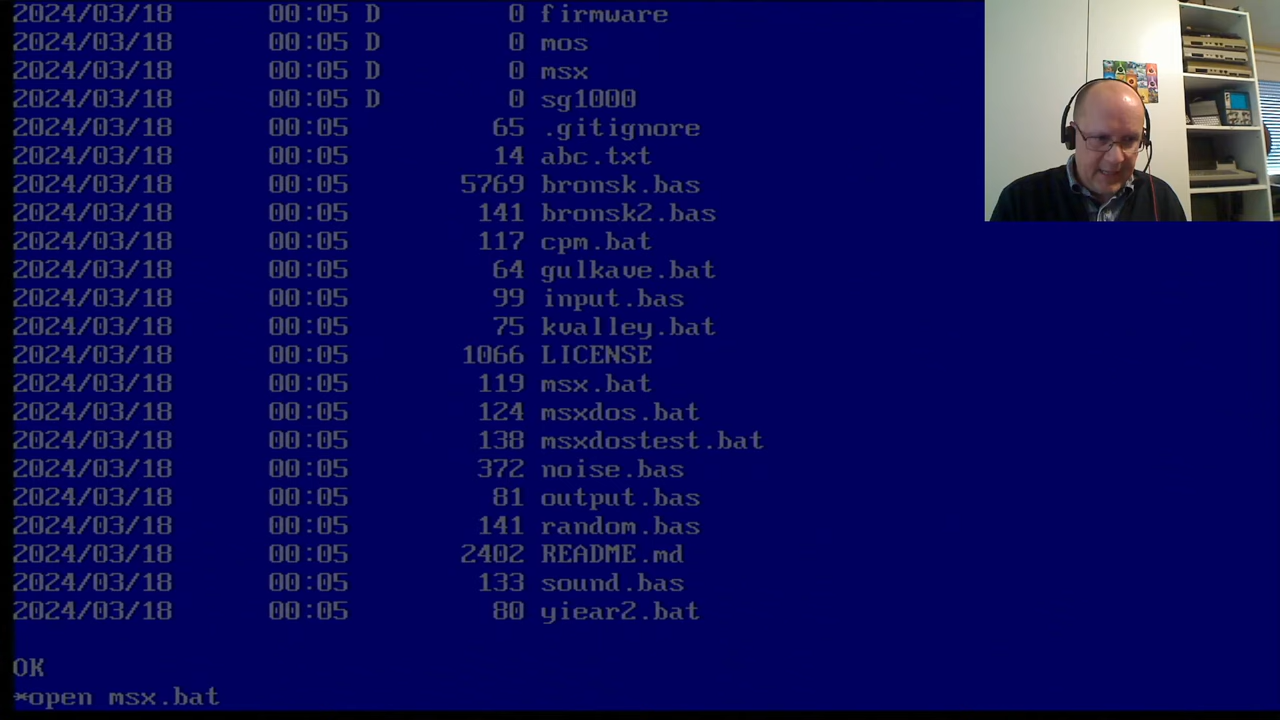 2024/03/18 00:05 D 0 firmware
2024/03/18 00:05 D 0 mos
2024/03/18 00:05 D 0 msx
2024/03/18 00:05 D 0 sg1000
2024/03/18 00:05 65 .gitignore
2024/03/18 00:05 14 abc.txt
2024/03/18 00:05 5769 bronsk.bas
2024/03/18 00:05 141 bronsk2.bas
2024/03/18 00:05 117 cpm.bat
2024/03/18 00:05 64 gulkave.bat
2024/03/18 00:05 99 input.bas
2024/03/18 00:05 75 kvalley.bat
2024/03/18 00:05 1066 LICENSE
2024/03/18 00:05 119 msx.bat
2024/03/18 00:05 124 msxdos.bat
2024/03/18 00:05 138 msxdostest.bat
2024/03/18 00:05 372 noise.bas
2024/03/18 00:05 81 output.bas
2024/03/18 00:05 141 random.bas
2024/03/18 00:05 2402 README.md
2024/03/18 00:05 133 sound.bas
2024/03/18 00:05 80 yiear2.bat
OK
*open msx.bat